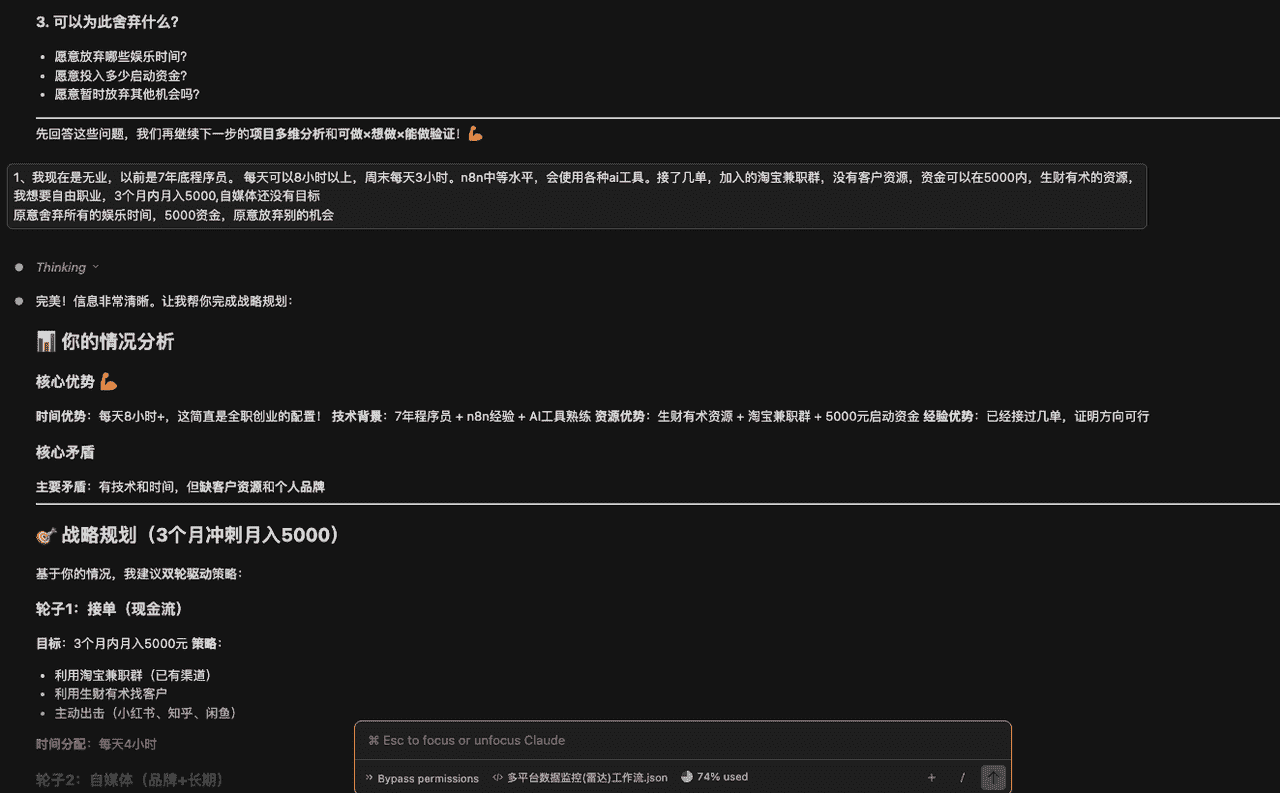 3. 可以为此舍弃什么?
• 愿意放弃哪些娱乐时间?
• 愿意投入多少启动资金?
• 愿意暂时放弃其他机会吗?
先回答这些问题，我们再继续下一步的项目多维分析和可做×想做×能做验证！💪
1、我现在是无业，以前是7年底程序员。 每天可以8小时以上，周末每天3小时。n8n中等水平，会使用各种ai工具。接了几单，加入的淘宝兼职群，没有客户资源，资金可以在5000内，生财有术的资源，
我想要自由职业，3个月内月入5000,自媒体还没有目标
原意舍弃所有的娱乐时间，5000资金，原意放弃别的机会
Thinking
完美！信息非常清晰。让我帮你完成战略规划：
📊 你的情况分析
核心优势 💪
时间优势：每天8小时+，这简直是全职创业的配置！ 技术背景：7年程序员 + n8n经验 + AI工具熟练 资源优势：生财有术资源 + 淘宝兼职群 + 5000元启动资金 经验优势：已经接过几单，证明方向可行
核心矛盾
主要矛盾：有技术和时间，但缺客户资源和个人品牌
🎯 战略规划（3个月冲刺月入5000）
基于你的情况，我建议双轮驱动策略：
轮子1：接单（现金流）
目标：3个月内月入5000元 策略：
• 利用淘宝兼职群（已有渠道）
• 利用生财有术找客户
• 主动出击（小红书、知乎、闲鱼）
时间分配：每天4小时
轮子2：自媒体（品牌+长期）
⌘ Esc to focus or unfocus Claude
Bypass permissions </> 多平台数据监控(雷达)工作流.json 74% used + /